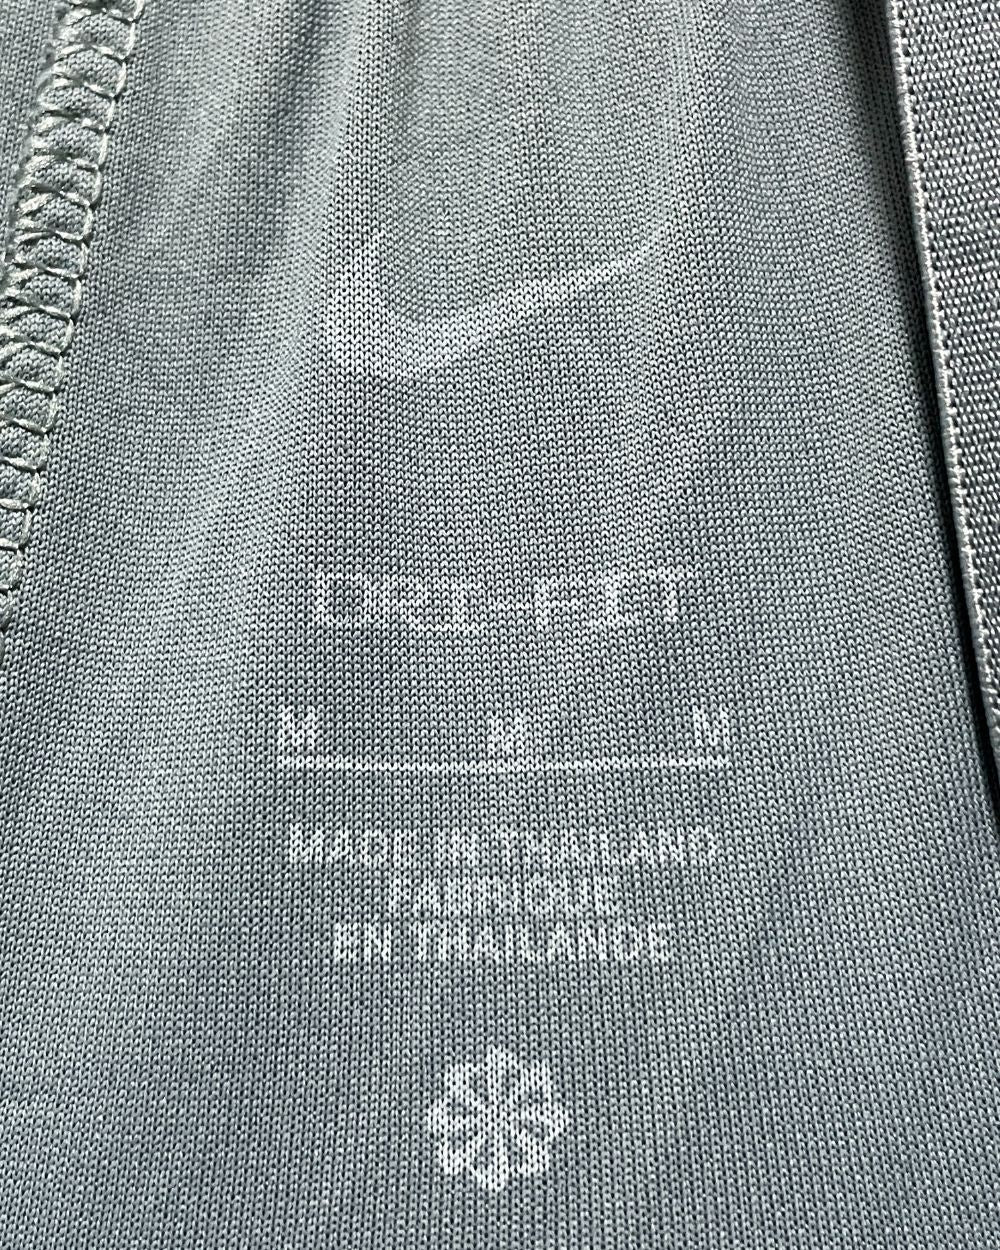 DRI-FIT
M M M
MADE IN THAILAND
FABRIQUE
EN THAILANDE